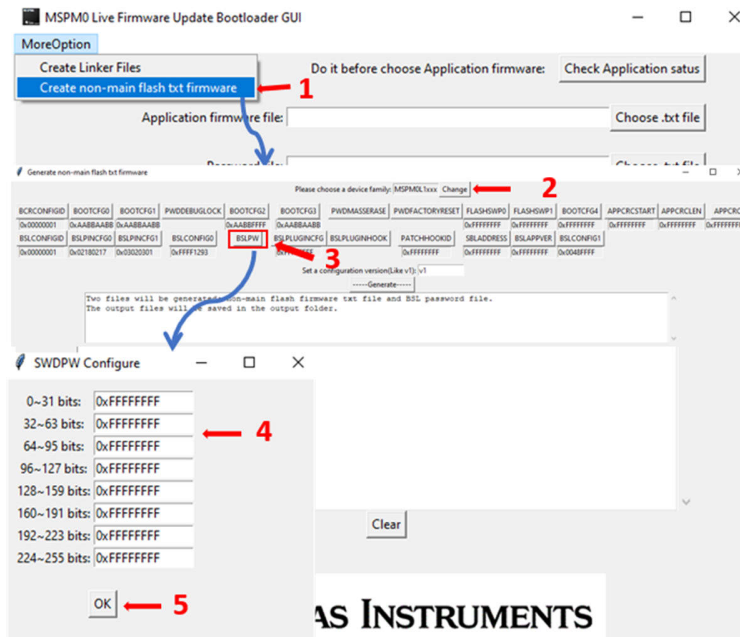 MSPM0 Live Firmware Update Bootloader GUI
MoreOption
Create Linker Files
Create non-main flash txt firmware
1
Do it before choose Application firmware:
Check Application satus
Application firmware file:
Choose .txt file
Generate non-main flash txt firmware
Please choose a device family:
MSPM0L1xxx
Change
2
BCRCONFIGID BOOTCFG0 BOOTCFG1 PWDDEBUGLOCK BOOTCFG2 BOOTCFG3 PWDMASSERASE PWDFACTORYRESET FLASHSWP0 FLASHSWP1 BOOTCFG4 APPCRCSTART APPCRCLEN APPCRC
0x00000001 0xAABBAABB 0xAABBAABB 0xAABBFFFF 0xAABBAABB 0xFFFFFFFF 0xFFFFFFFF 0xFFFFFFFF 0xFFFFFFFF 0xFFFFFFFF
BSLCONFIGID BSLPINCFG0 BSLPINCFG1 BSLCONFIG0 BSLPW BSLPLUGINCFG BSLPLUGINHOOK PATCHHOOKID SBLADDRESS BSLAPPVER BSLCONFIG1
0x00000001 0x02180217 0x03020301 0xFFFF1293 0xFFFFFFFF 0xFFFFFFFF 0xFFFFFFFF 0x0048FFFF
3
Set a configuration version(Like v1):
v1
-----Generate-----
Two files will be generated: non-main flash firmware txt file and BSL password file.
The output files will be saved in the output folder.
SWDPW Configure
0~31 bits: 0xFFFFFFFF
32~63 bits: 0xFFFFFFFF
64~95 bits: 0xFFFFFFFF
96~127 bits: 0xFFFFFFFF
128~159 bits: 0xFFFFFFFF
160~191 bits: 0xFFFFFFFF
192~223 bits: 0xFFFFFFFF
224~255 bits: 0xFFFFFFFF
4
OK
5
Clear
AS INSTRUMENTS